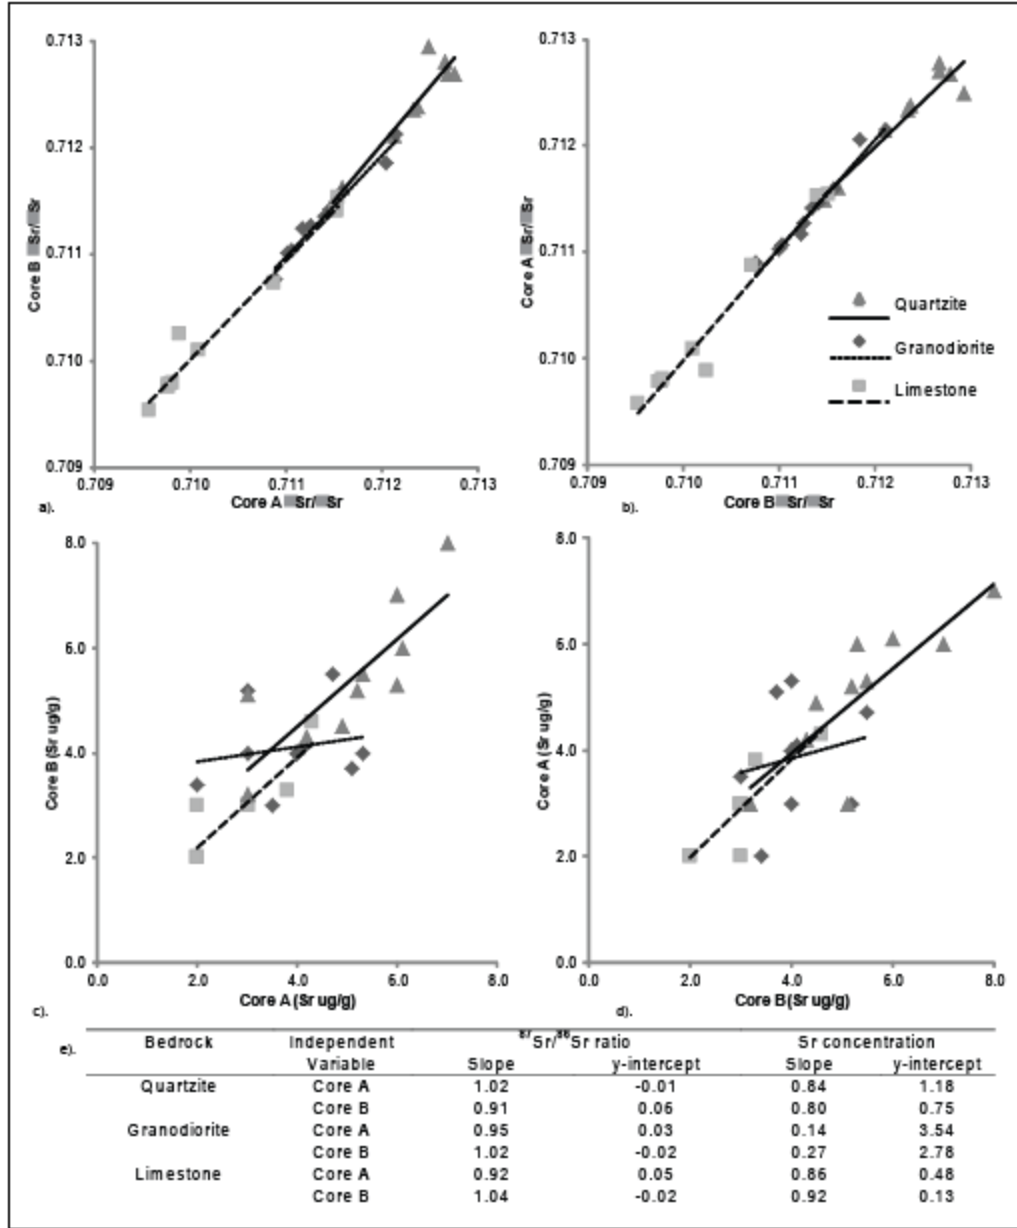 0.713
0.712
0.711
0.710
0.709
Core B Sr/ Sr
0.709 0.710 0.711 0.712 0.713
Core A Sr/ Sr
a).
0.713
0.712
0.711
0.710
0.709
Core A Sr/ Sr
Quartzite
Granodiorite
Limestone
0.709 0.710 0.711 0.712 0.713
Core B Sr/ Sr
b).
8.0
6.0
4.0
2.0
0.0
Core B (Sr ug/g)
0.0 2.0 4.0 6.0 8.0
Core A (Sr ug/g)
c).
8.0
6.0
4.0
2.0
0.0
Core A (Sr ug/g)
0.0 2.0 4.0 6.0 8.0
Core B (Sr ug/g)
d).
e). Bedrock Independent ⁸⁷Sr/⁸⁶Sr ratio Sr concentration
Variable Slope y-intercept Slope y-intercept
Quartzite Core A 1.02 -0.01 0.84 1.18
Core B 0.91 0.06 0.80 0.75
Granodiorite Core A 0.95 0.03 0.14 3.54
Core B 1.02 -0.02 0.27 2.78
Limestone Core A 0.92 0.05 0.86 0.48
Core B 1.04 -0.02 0.92 0.13